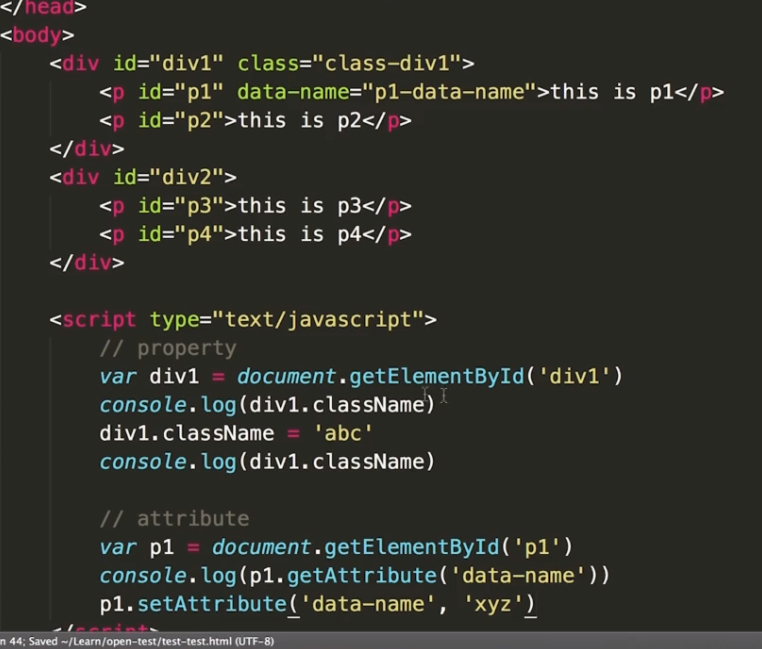 </head>
<body>
    <div id="div1" class="class-div1">
        <p id="p1" data-name="p1-data-name">this is p1</p>
        <p id="p2">this is p2</p>
    </div>
    <div id="div2">
        <p id="p3">this is p3</p>
        <p id="p4">this is p4</p>
    </div>

    <script type="text/javascript">
        // property
        var div1 = document.getElementById('div1')
        console.log(div1.className)
        div1.className = 'abc'
        console.log(div1.className)

        // attribute
        var p1 = document.getElementById('p1')
        console.log(p1.getAttribute('data-name'))
        p1.setAttribute('data-name', 'xyz')
    </script>
n 44; Saved ~/Learn/open-test/test-test.html (UTF-8)